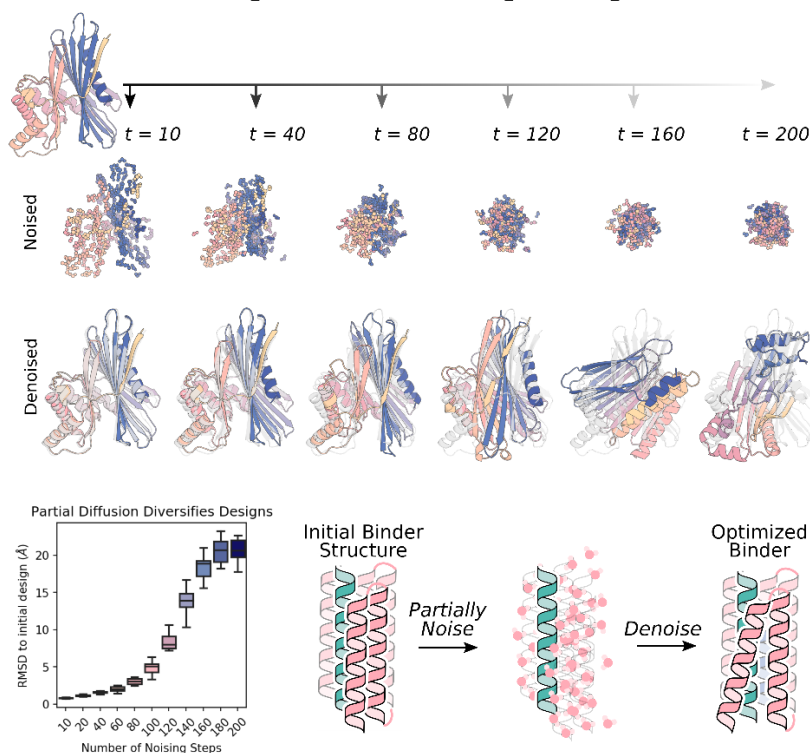 t = 10 t = 40 t = 80 t = 120 t = 160 t = 200
Noised
Denoised
Partial Diffusion Diversifies Designs
RMSD to initial design (Å)
20
15
10
5
0
10 20 40 60 80 100 120 140 160 180 200
Number of Noising Steps
Initial Binder
Structure
Partially
Noise
Denoise
Optimized
Binder